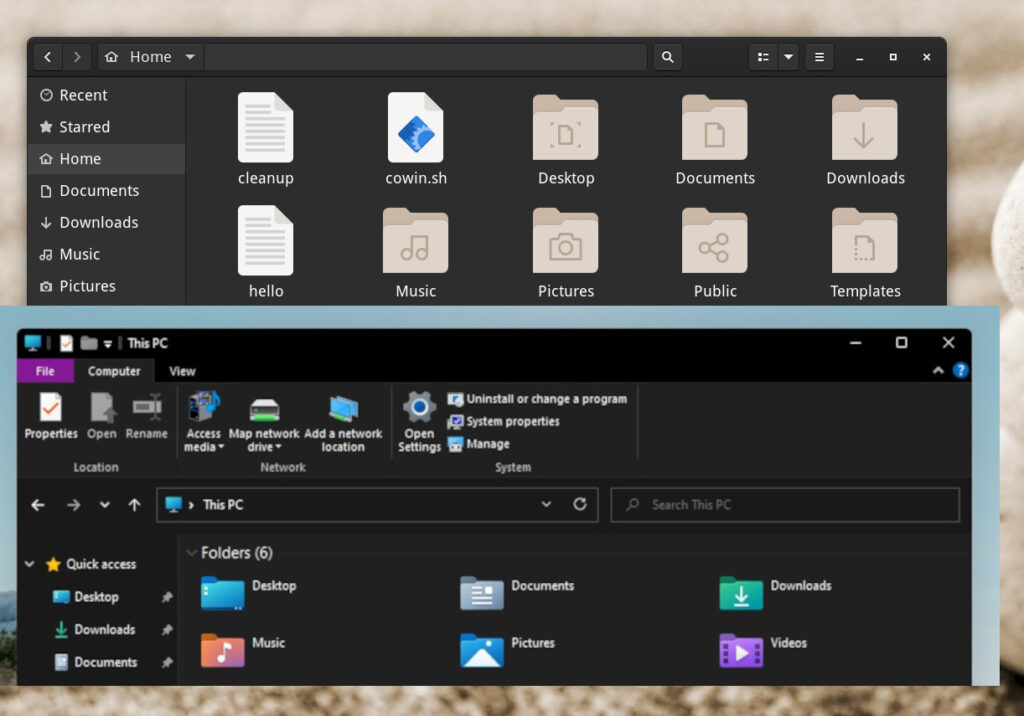 Home
Recent
Starred
Home
Documents
Downloads
Music
Pictures
cleanup
cowin.sh
Desktop
Documents
Downloads
hello
Music
Pictures
Public
Templates
This PC
File
Computer
View
Properties
Open
Rename
Location
Access
media
Map network
drive
Add a network
location
Network
Open
Settings
Uninstall or change a program
System properties
Manage
System
This PC
Search This PC
Quick access
Desktop
Downloads
Documents
Folders (6)
Desktop
Documents
Downloads
Music
Pictures
Videos